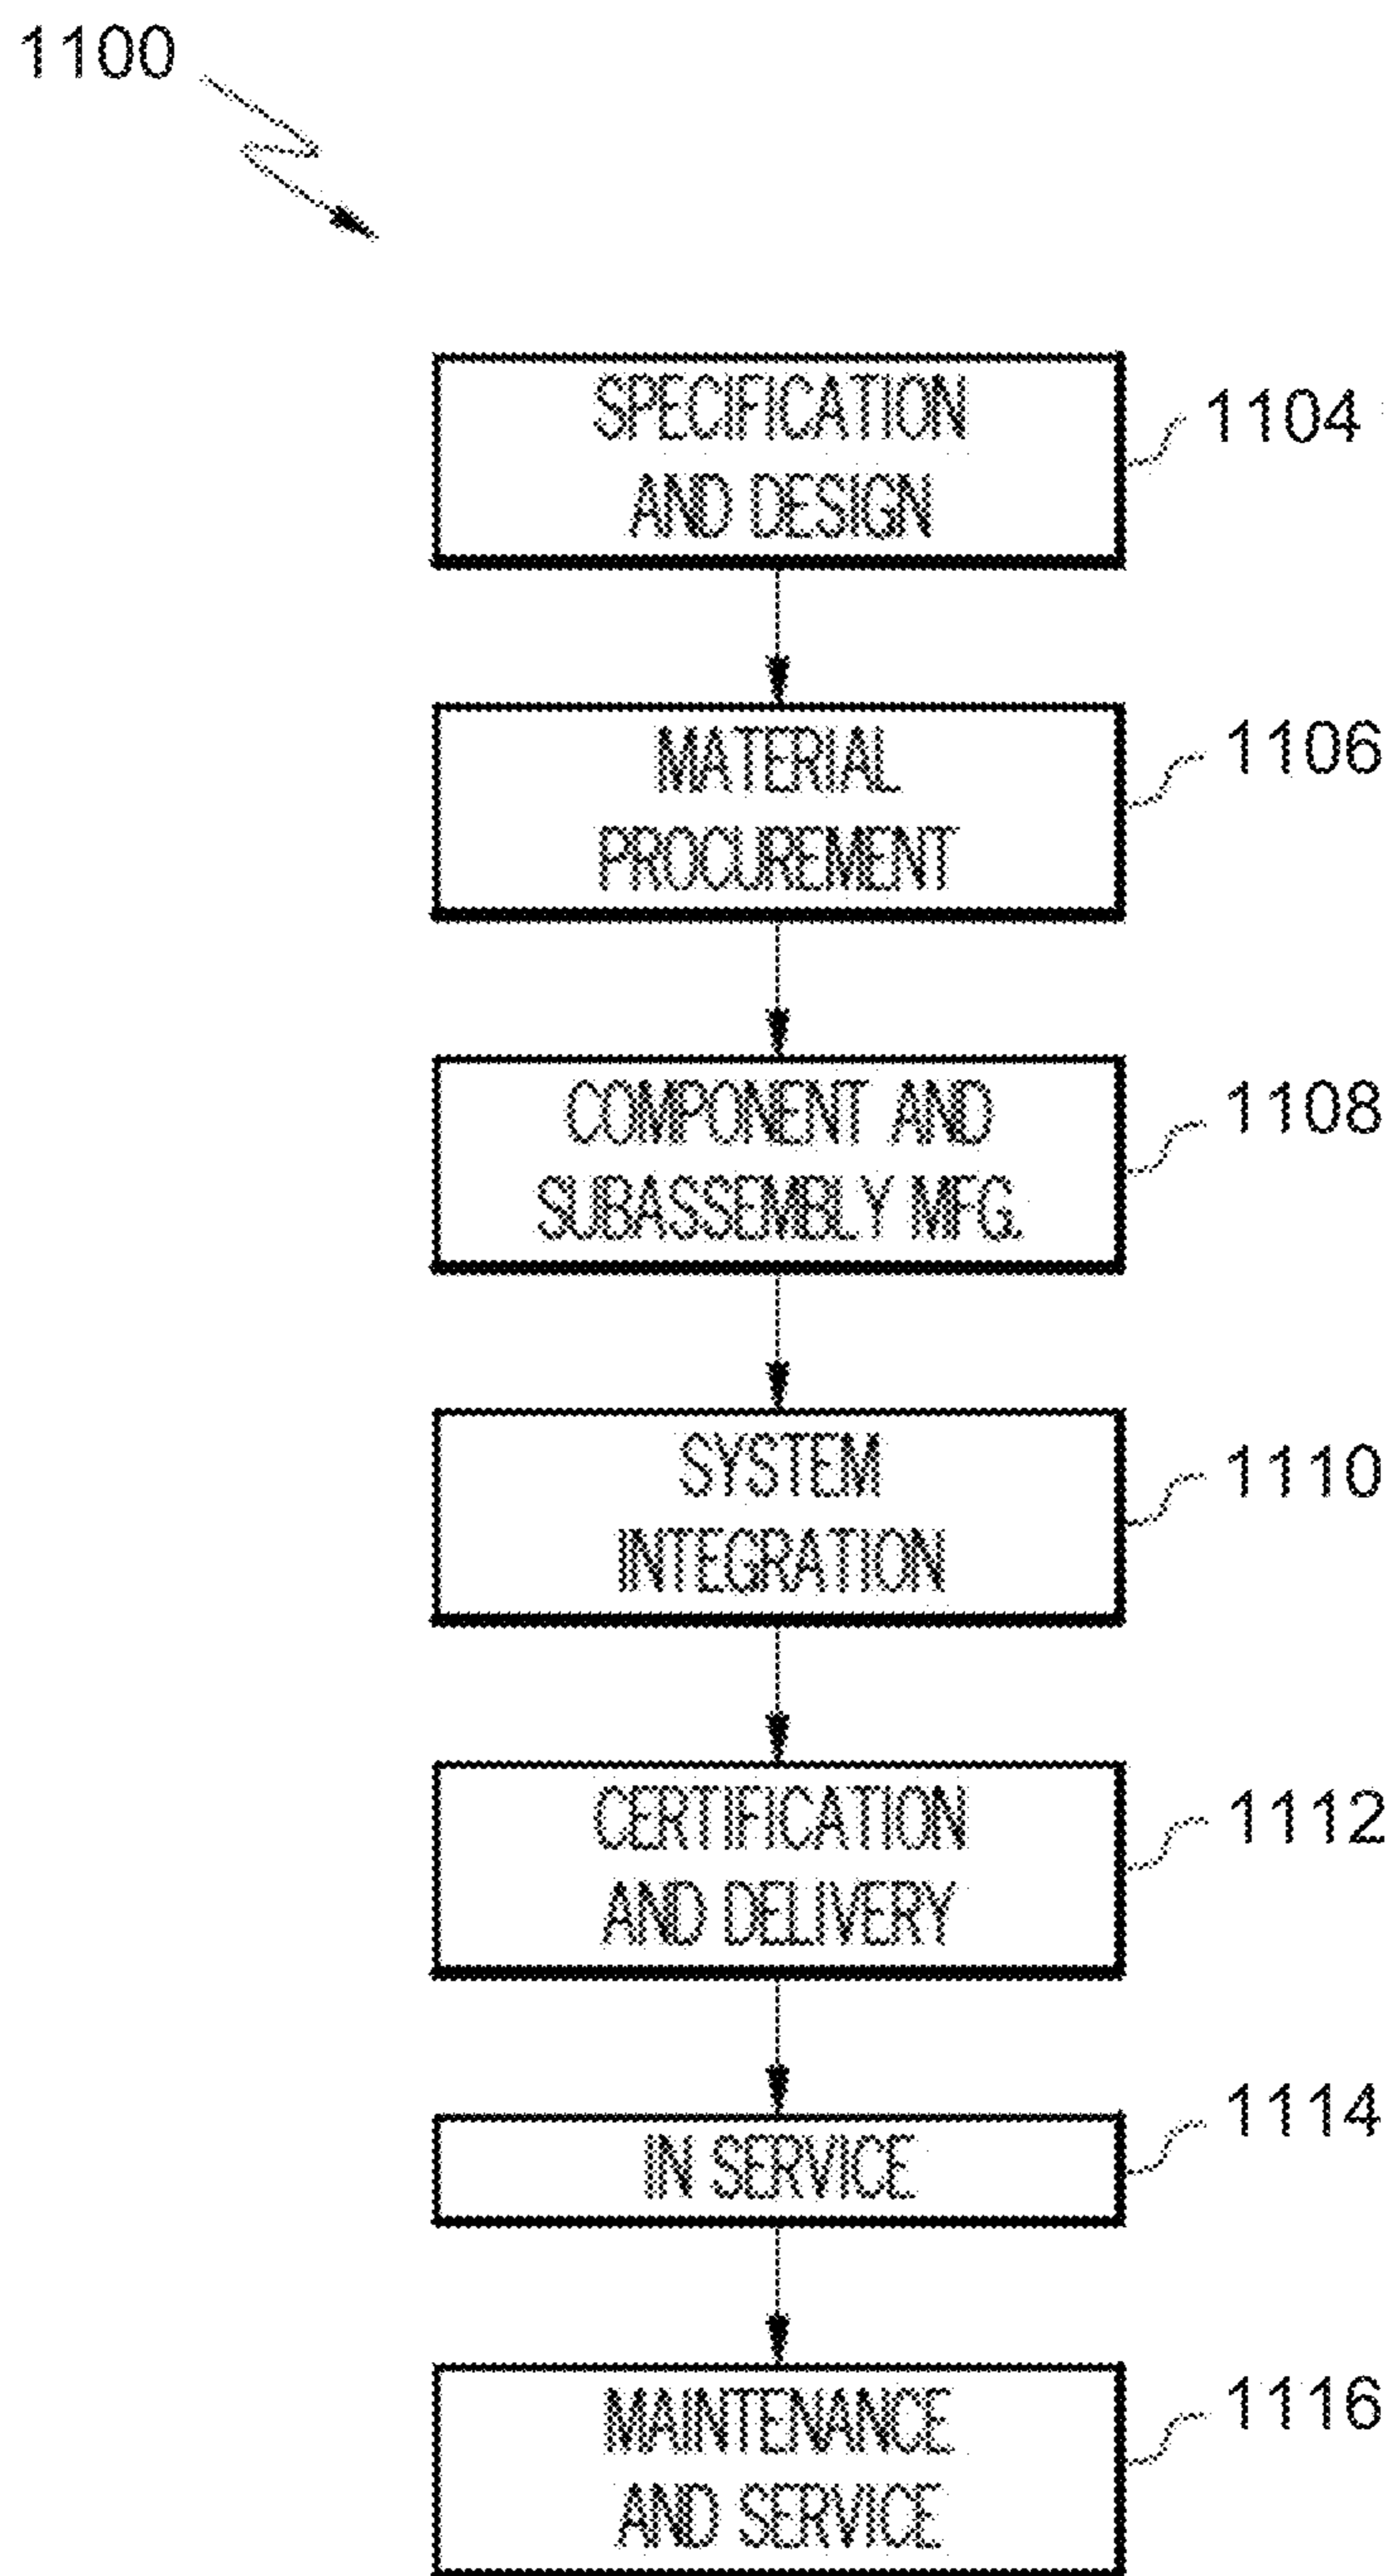 1100
SPECIFICATION
AND DESIGN
1104
MATERIAL
PROCUREMENT
1106
COMPONENT AND
SUBASSEMBLY MFG.
1108
SYSTEM
INTEGRATION
1110
CERTIFICATION
AND DELIVERY
1112
IN SERVICE
1114
MAINTENANCE
AND SERVICE
1116